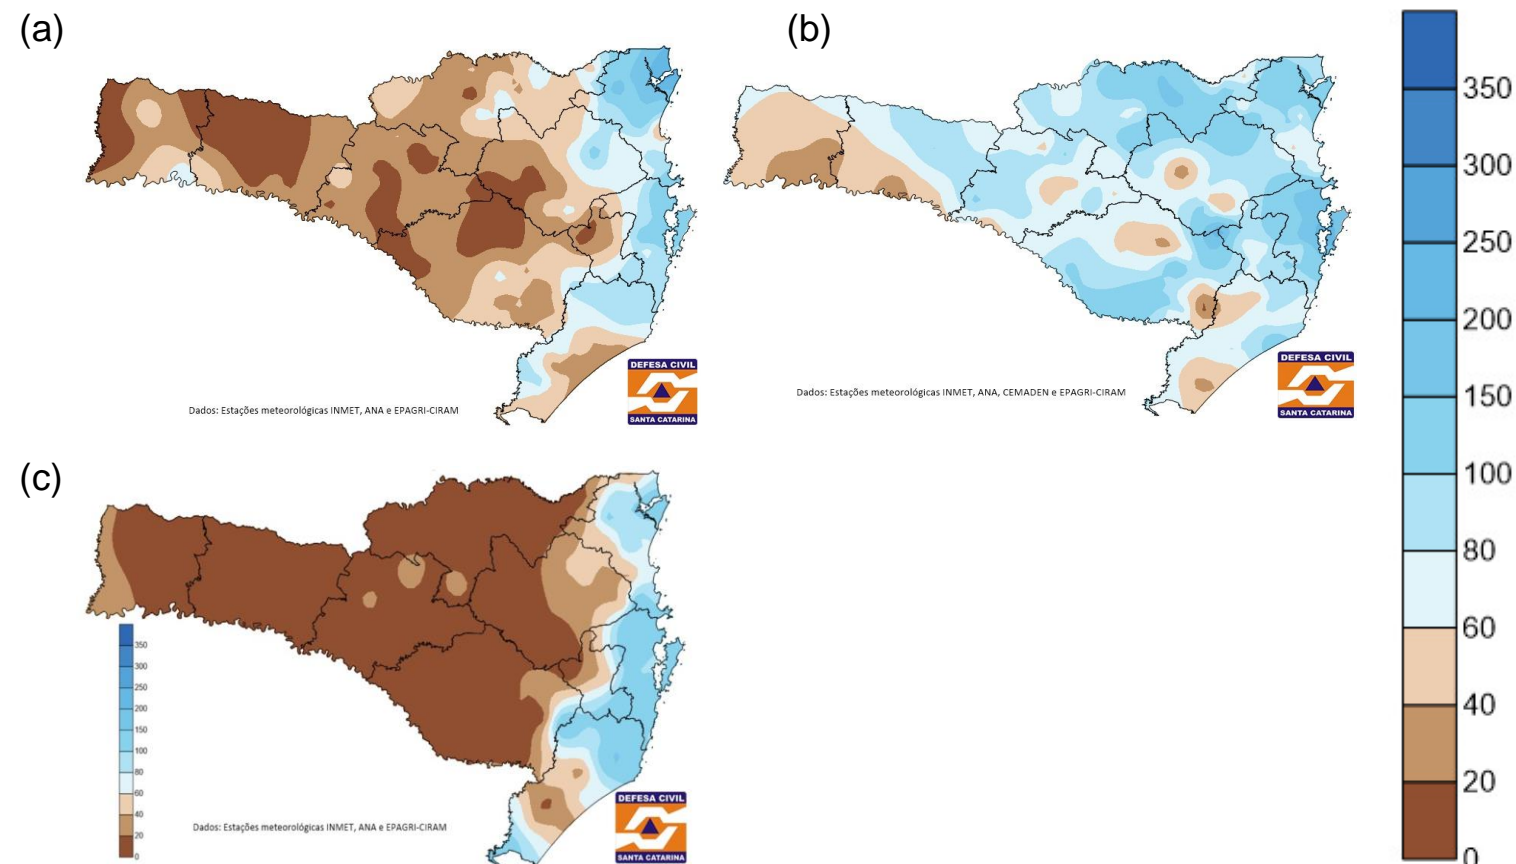 (a)
(b)
350
300
250
200
150
100
80
60
40
20
0
DEFESA CIVIL
SANTA CATARINA
Dados: Estações meteorológicas INMET, ANA e EPAGRI-CIRAM
DEFESA CIVIL
SANTA CATARINA
Dados: Estações meteorológicas INMET, ANA, CEMADEN e EPAGRI-CIRAM
(c)
350
300
250
200
150
100
80
60
40
20
0
Dados: Estações meteorológicas INMET, ANA e EPAGRI-CIRAM
DEFESA CIVIL
SANTA CATARINA